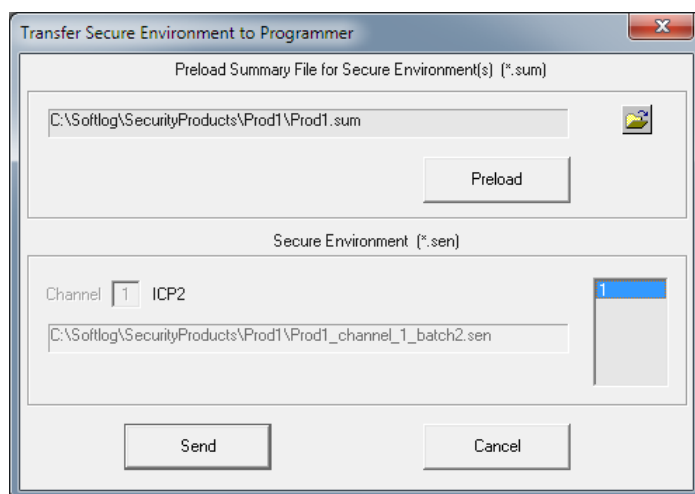 Transfer Secure Environment to Programmer
Preload Summary File for Secure Environment(s) (*.sum)
C:\Softlog\SecurityProducts\Prod1\Prod1.sum
Preload
Secure Environment (*.sen)
Channel 1 ICP2
1
C:\Softlog\SecurityProducts\Prod1\Prod1_channel_1_batch2.sen
Send Cancel